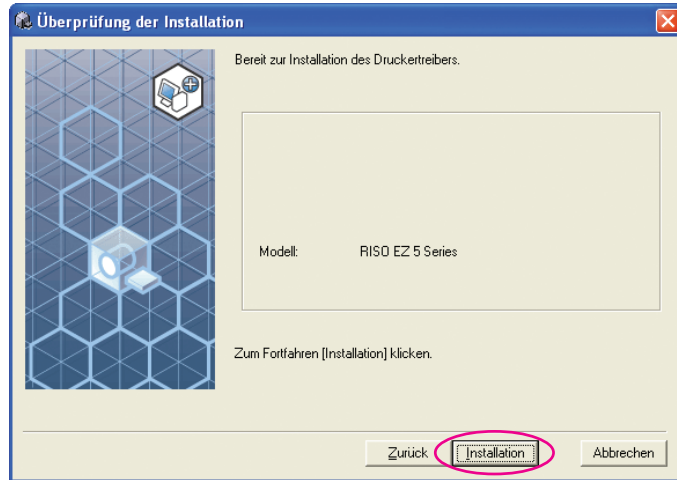 Überprüfung der Installation
Bereit zur Installation des Druckertreibers.
Modell: RISO EZ 5 Series
Zum Fortfahren [Installation] klicken.
Zurück Installation Abbrechen